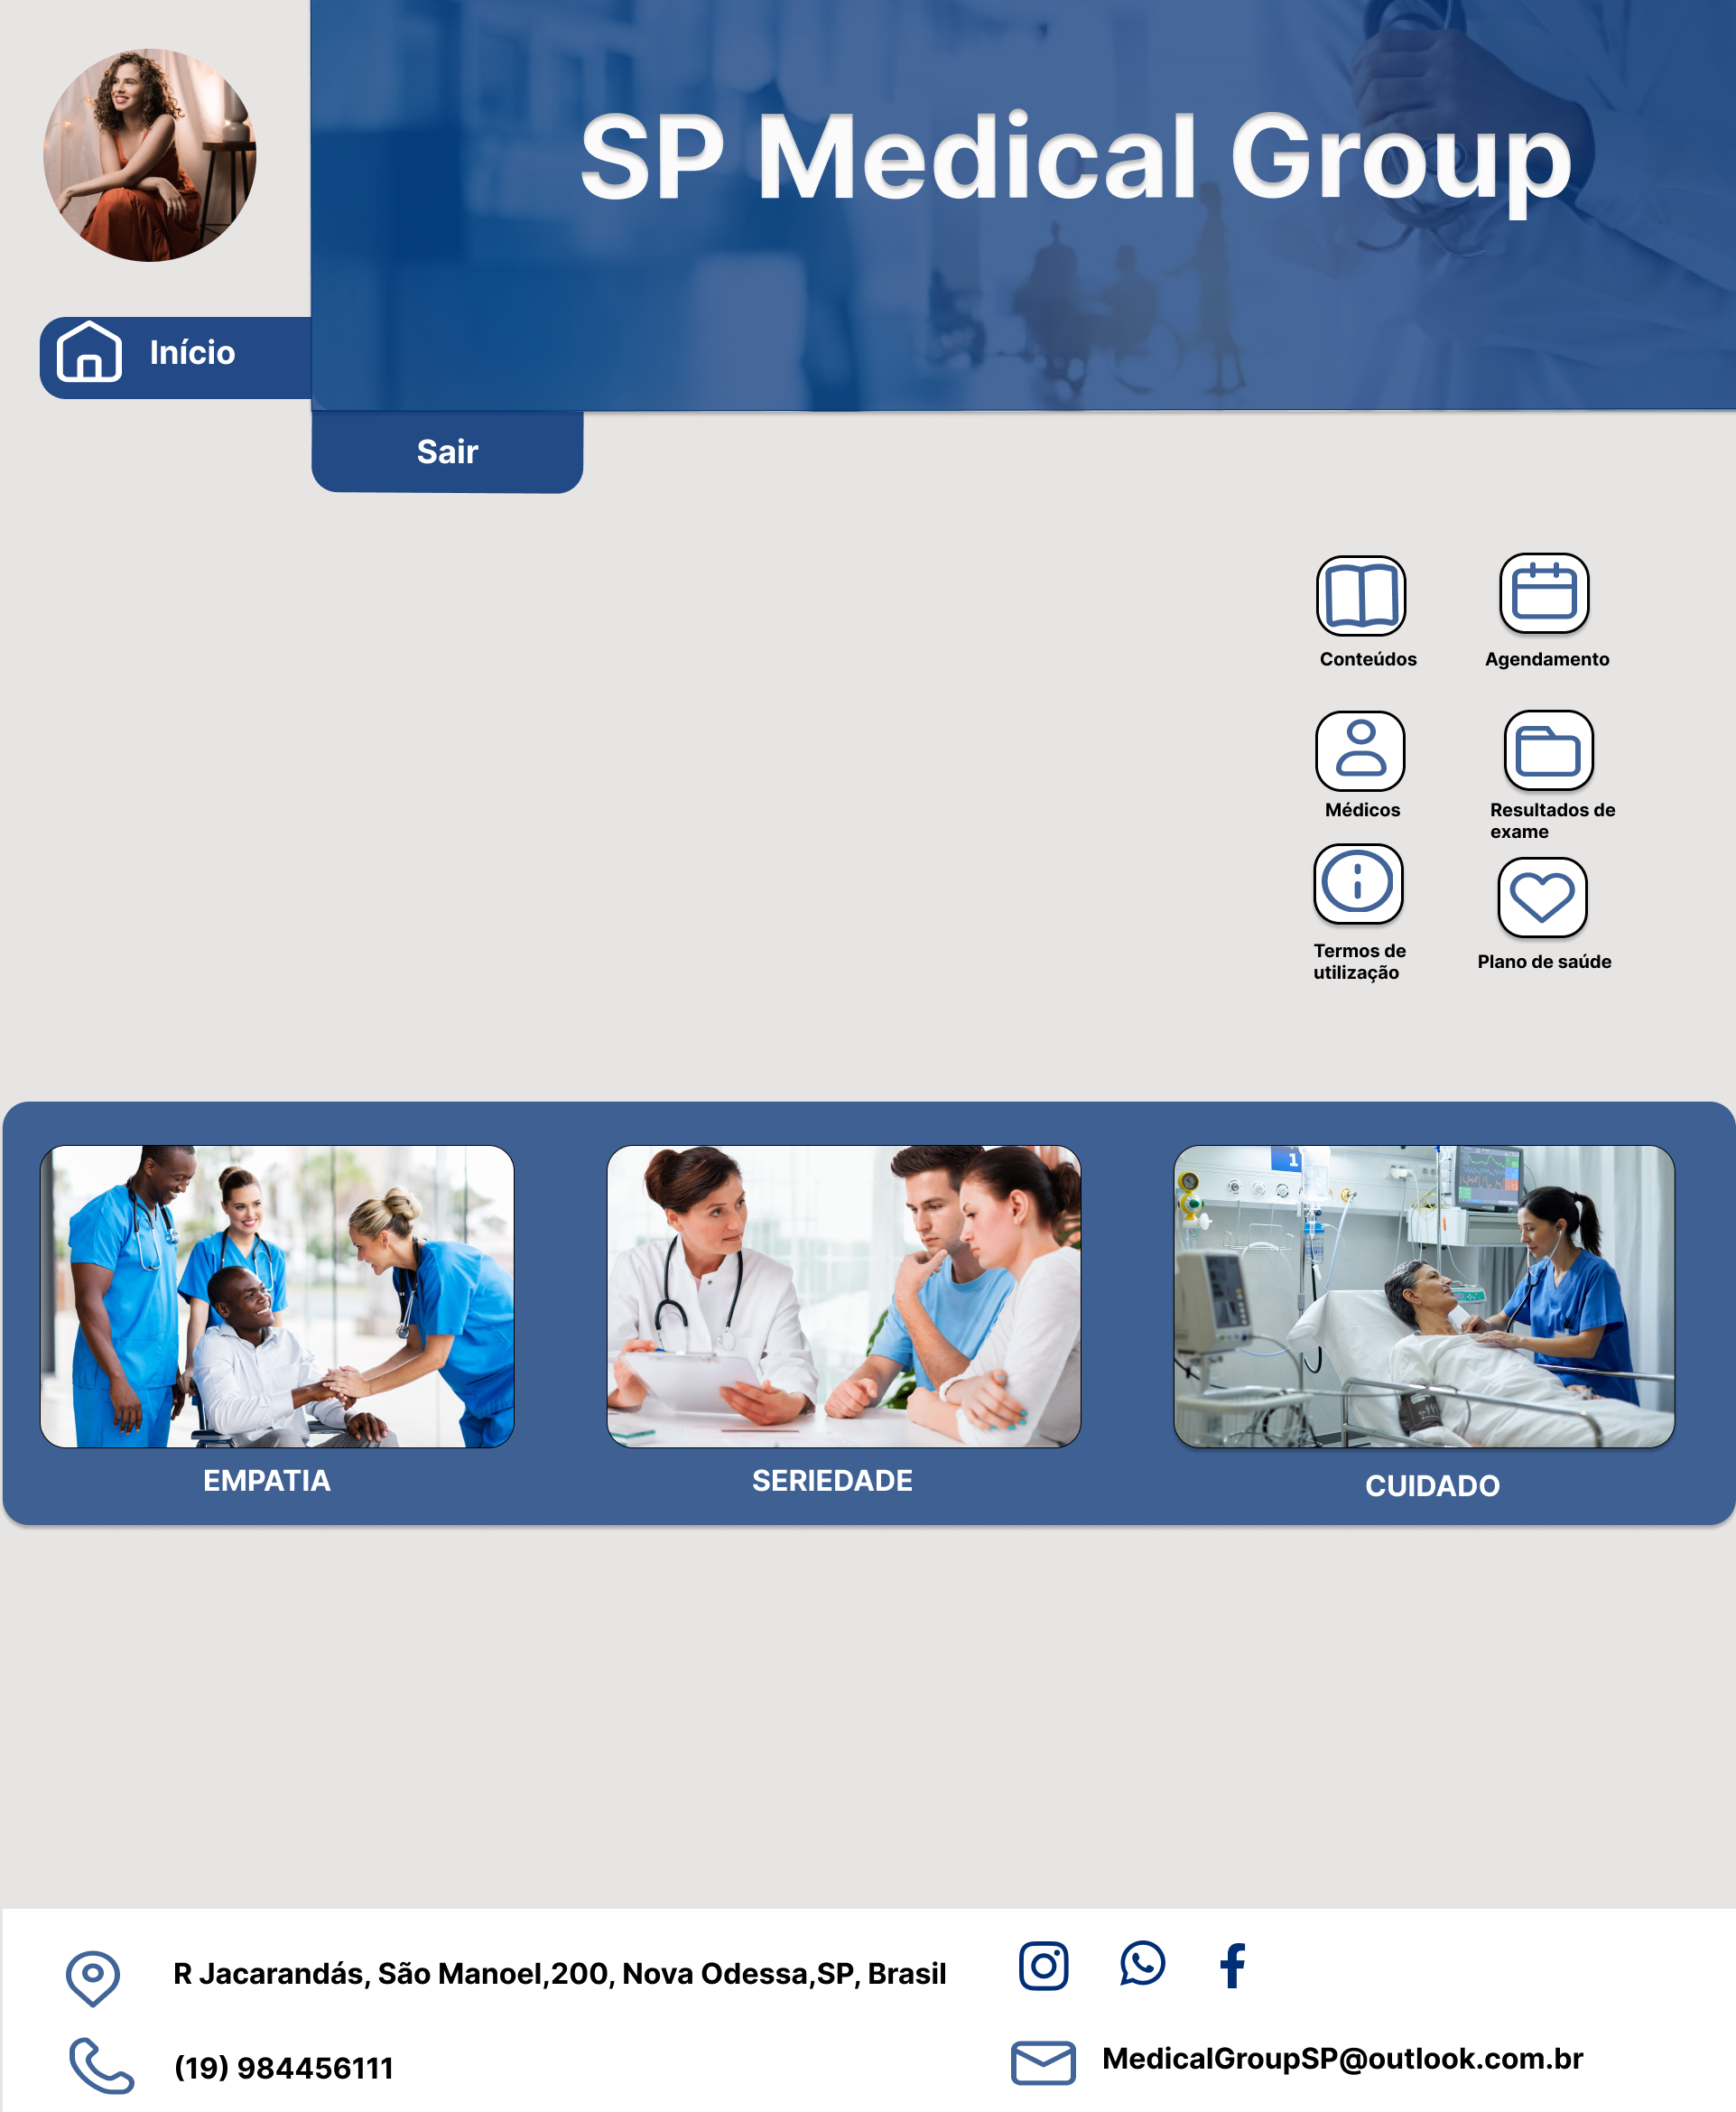 SP Medical Group
Início
Sair
Conteúdos
Agendamento
Médicos
Resultados de
exame
Termos de
utilização
Plano de saúde
1
EMPATIA
SERIEDADE
CUIDADO
R Jacarandás, São Manoel,200, Nova Odessa,SP, Brasil
(19) 984456111
MedicalGroupSP@outlook.com.br